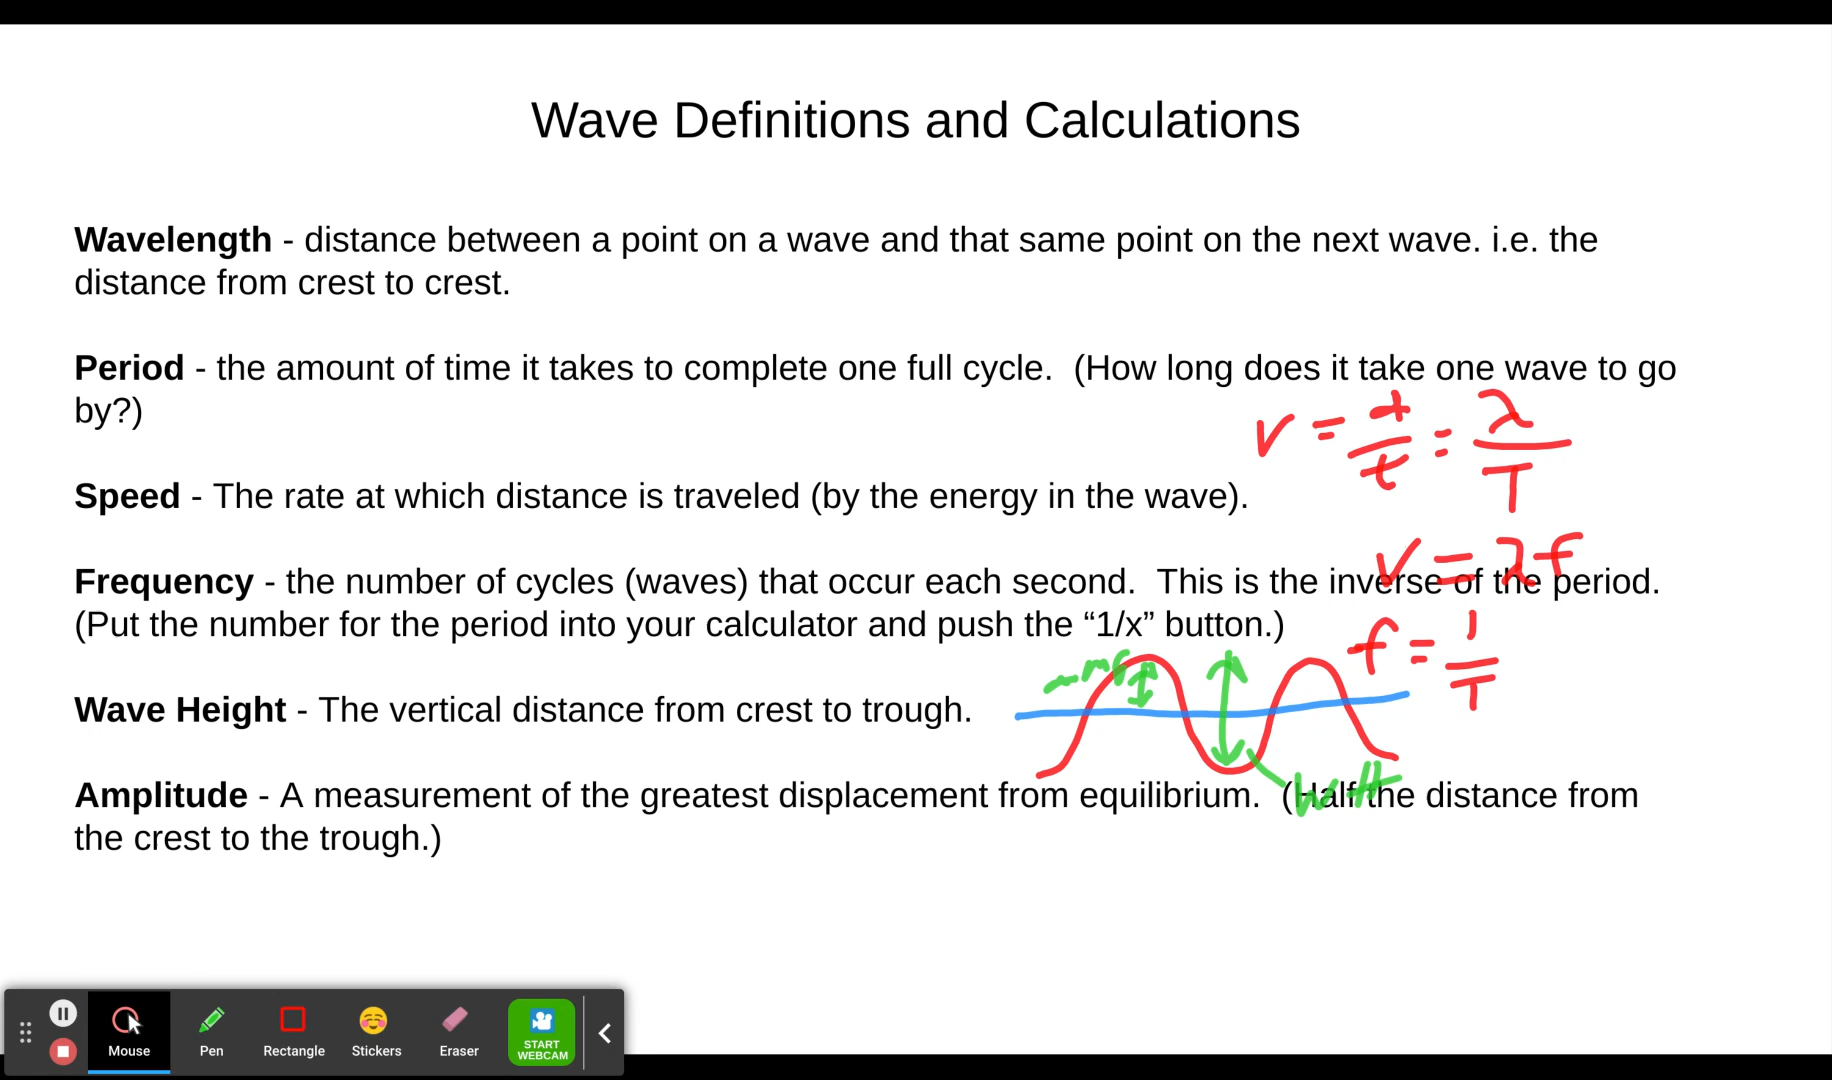 Wave Definitions and Calculations
Wavelength - distance between a point on a wave and that same point on the next wave. i.e. the
distance from crest to crest.
Period - the amount of time it takes to complete one full cycle.  (How long does it take one wave to go
by?)
v = d/t = λ/T
Speed - The rate at which distance is traveled (by the energy in the wave).
v = λf
Frequency - the number of cycles (waves) that occur each second.  This is the inverse of the period.
(Put the number for the period into your calculator and push the “1/x” button.)
f = 1/T
Wave Height - The vertical distance from crest to trough.
WH
Amplitude - A measurement of the greatest displacement from equilibrium.  (Half the distance from
the crest to the trough.)
Mouse
Pen
Rectangle
Stickers
Eraser
START
WEBCAM